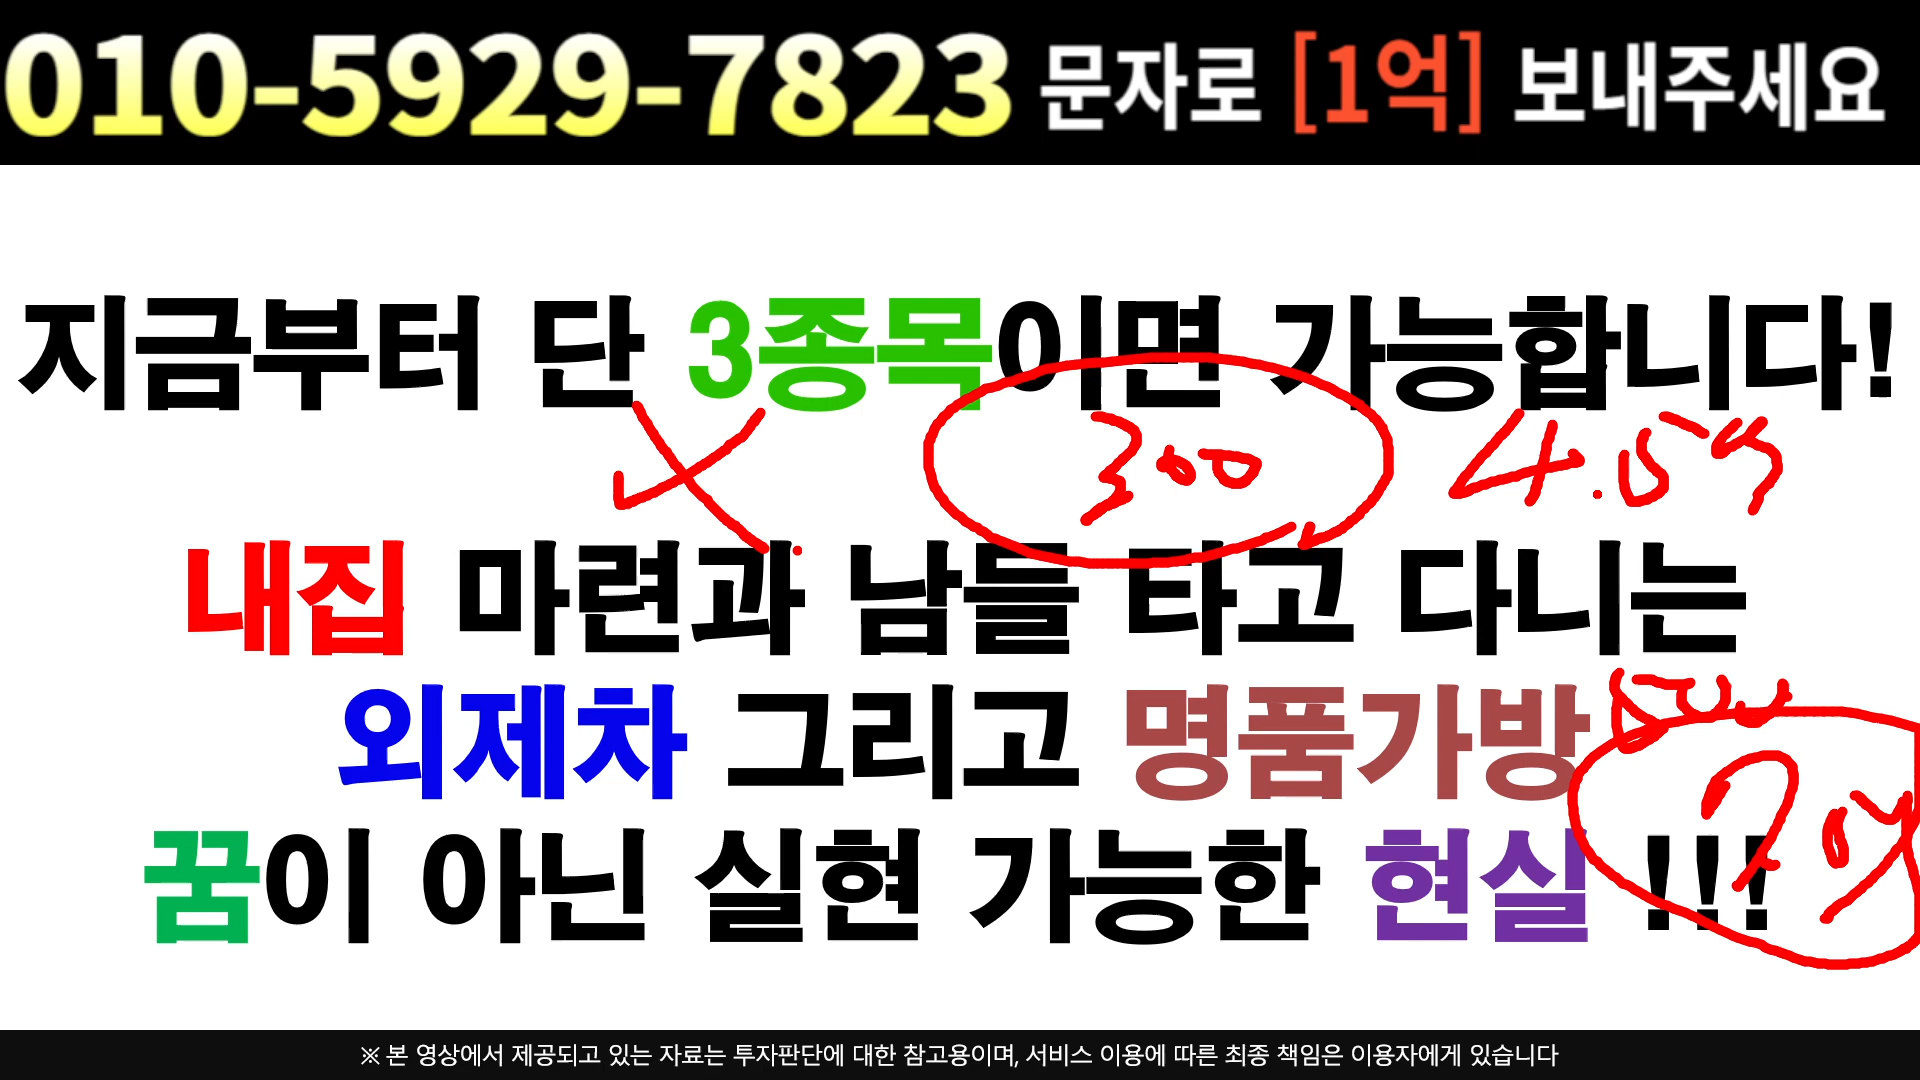 010-5929-7823 문자로 [1억] 보내주세요
지금부터 단 3종목이면 가능합니다!
300
내집 마련과 남들 타고 다니는
외제차 그리고 명품가방
꿈이 아닌 실현 가능한 현실 !!!
※ 본 영상에서 제공되고 있는 자료는 투자판단에 대한 참고용이며, 서비스 이용에 따른 최종 책임은 이용자에게 있습니다